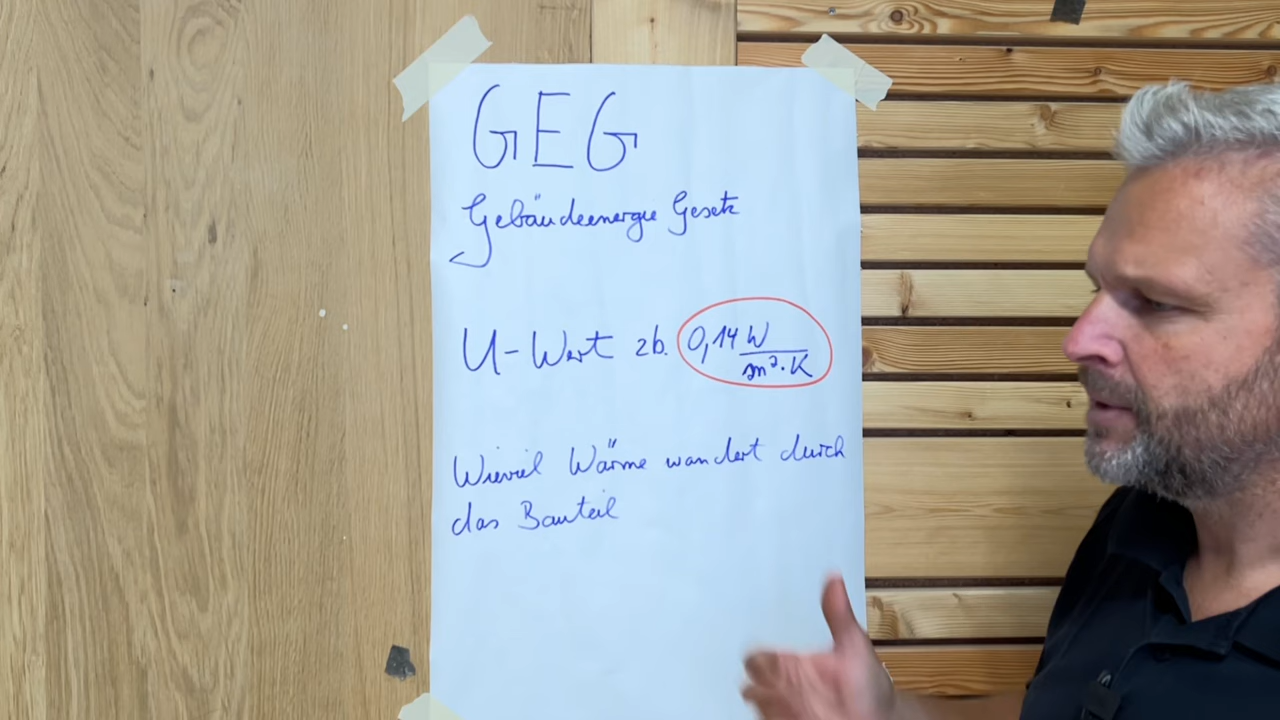 GEG
Gebäudeenergie Gesetz
U-Wert zb. 0,14 W/m²·K
Wieviel Wärme wandert durch
das Bauteil